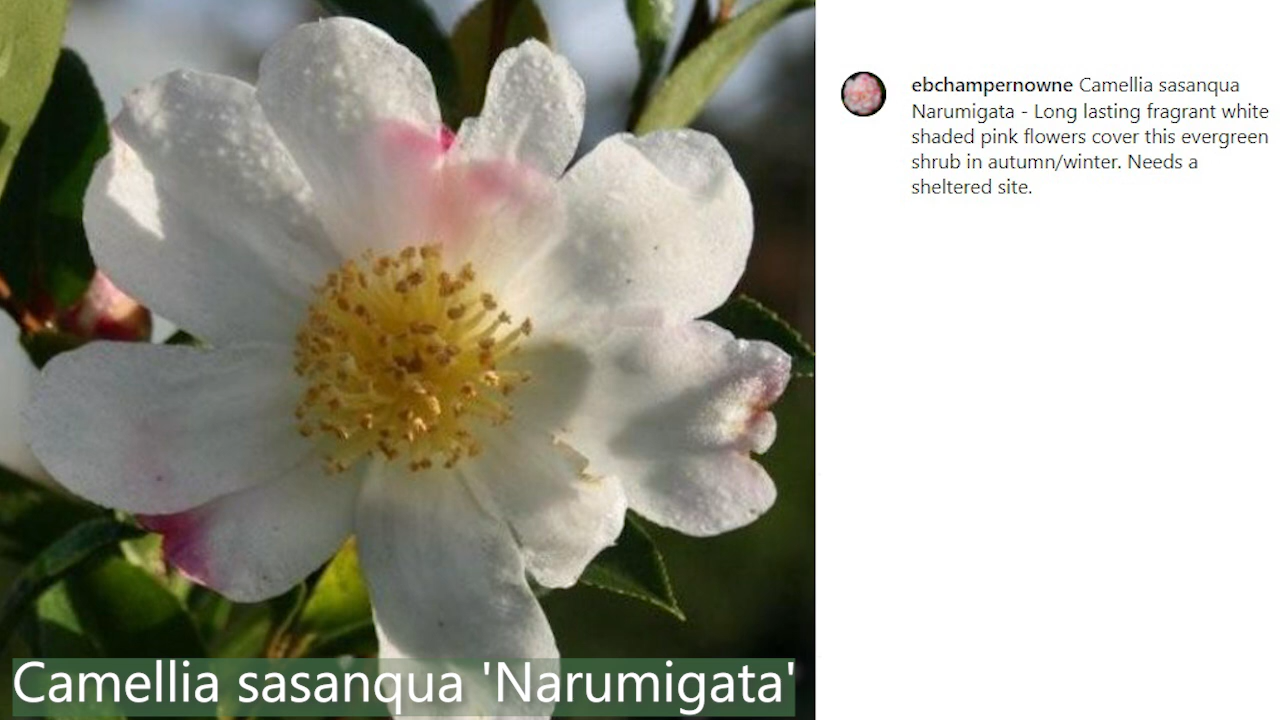 ebchampernowne Camellia sasanqua
Narumigata - Long lasting fragrant white
shaded pink flowers cover this evergreen
shrub in autumn/winter. Needs a
sheltered site.
Camellia sasanqua 'Narumigata'